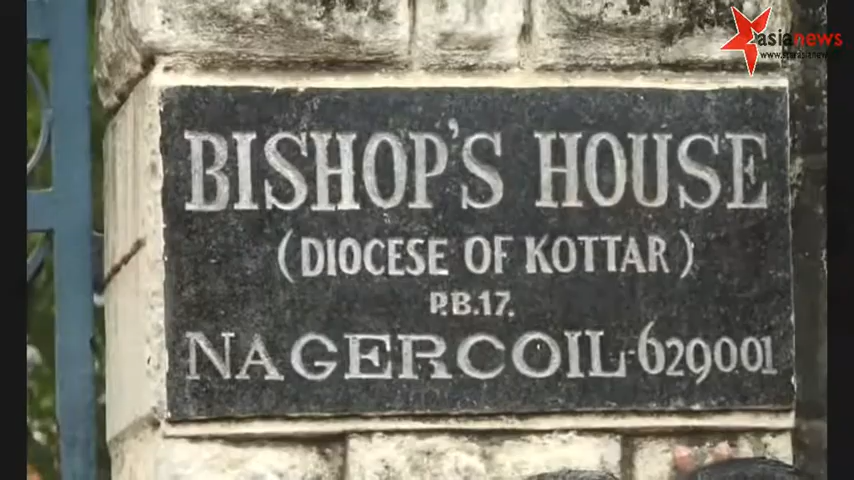 asianews
BISHOP'S HOUSE
(DIOCESE OF KOTTAR)
P.B.17.
NAGERCOIL-629001